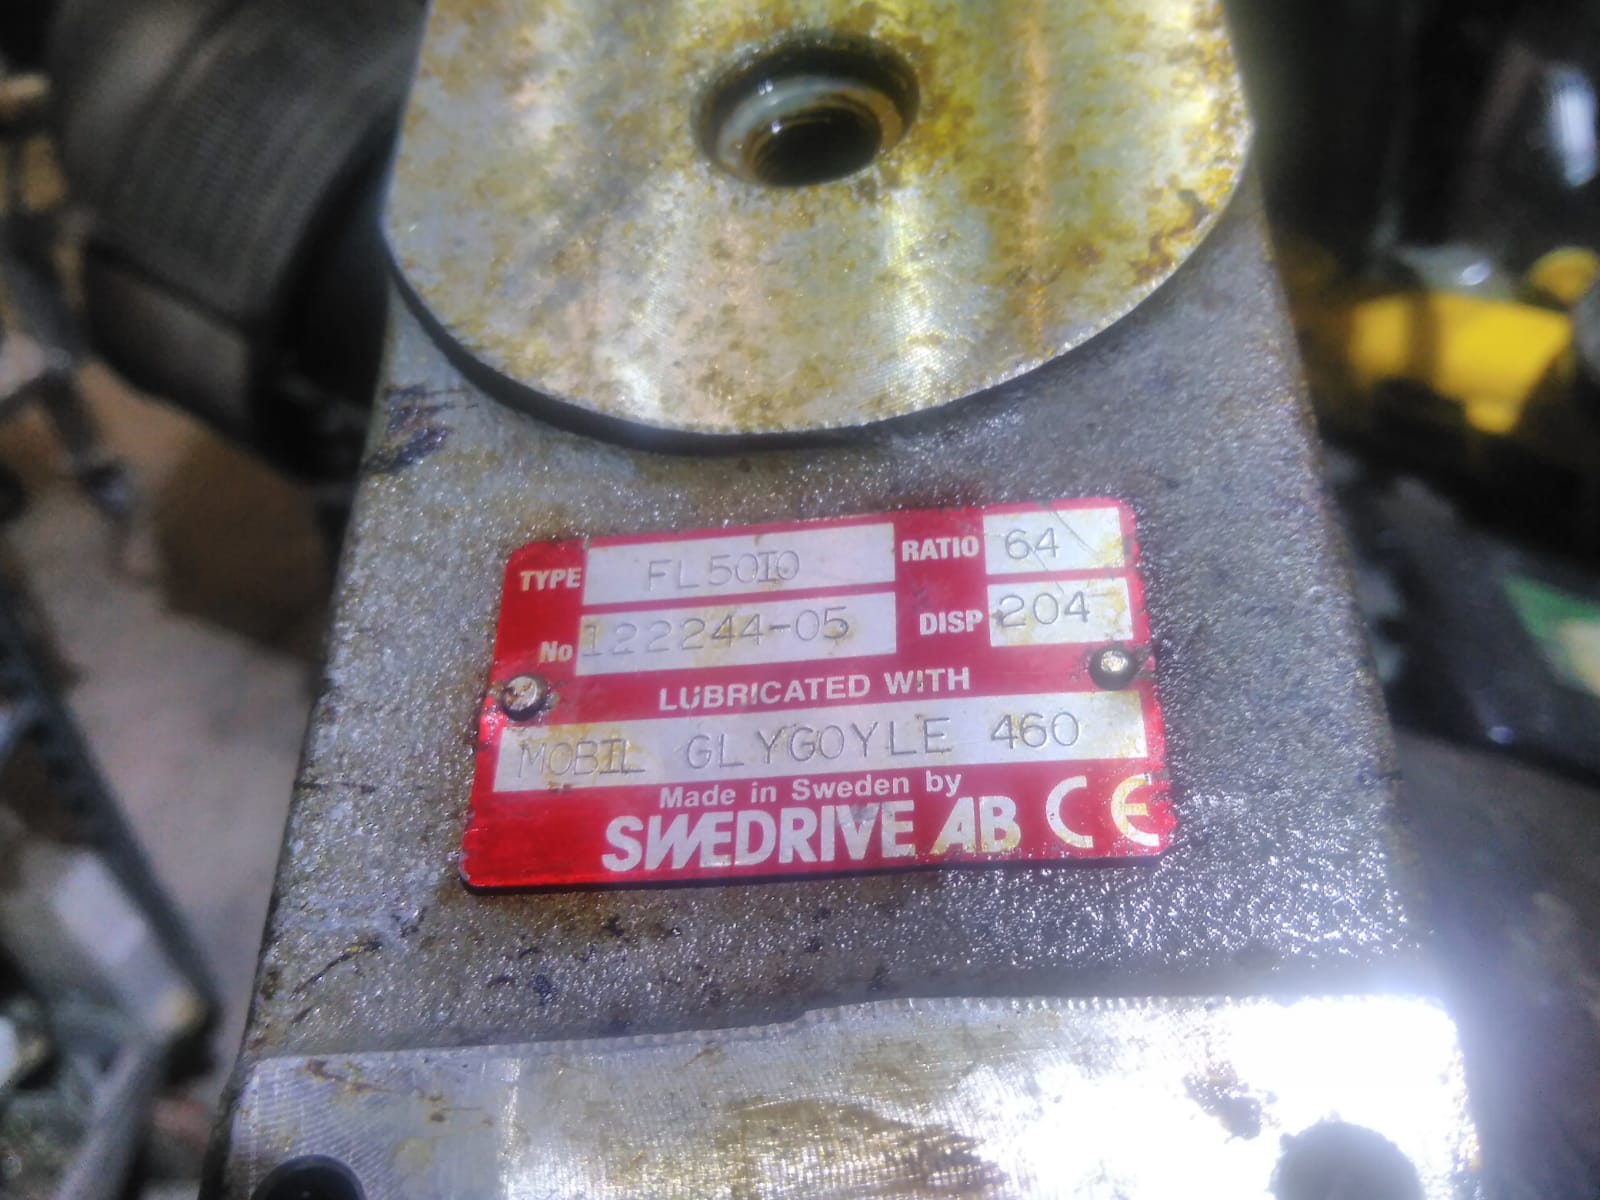 TYPE FL5010 RATIO 64
No 122244-05 DISP 204
LUBRICATED WITH
MOBIL GLYGOYLE 460
Made in Sweden by
SWEDRIVE AB CE